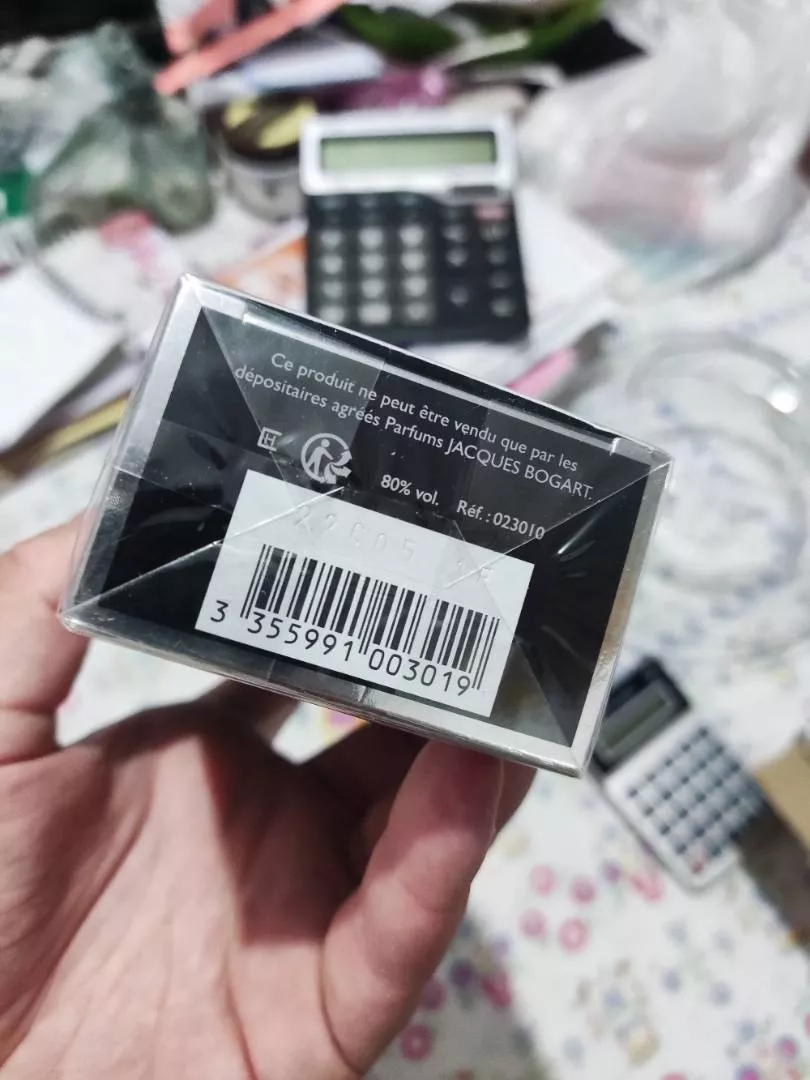 Ce produit ne peut être vendu que par les
dépositaires agréés Parfums JACQUES BOGART.
80% vol. Réf.: 023010
3 355991 003019